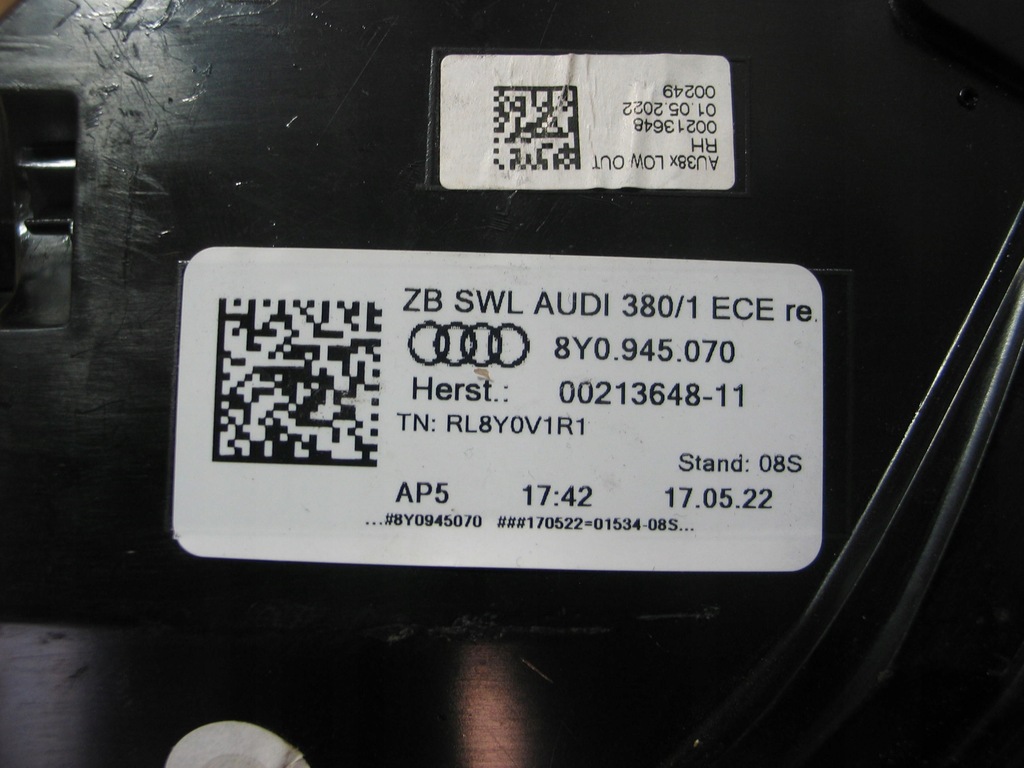 AU38x LOW OUT
RH
00213648
01.05.2022
00249
ZB SWL AUDI 380/1 ECE re.
8Y0.945.070
Herst.: 00213648-11
TN: RL8Y0V1R1
Stand: 08S
AP5 17:42 17.05.22
...#8Y0945070 ###170522=01534-08S...